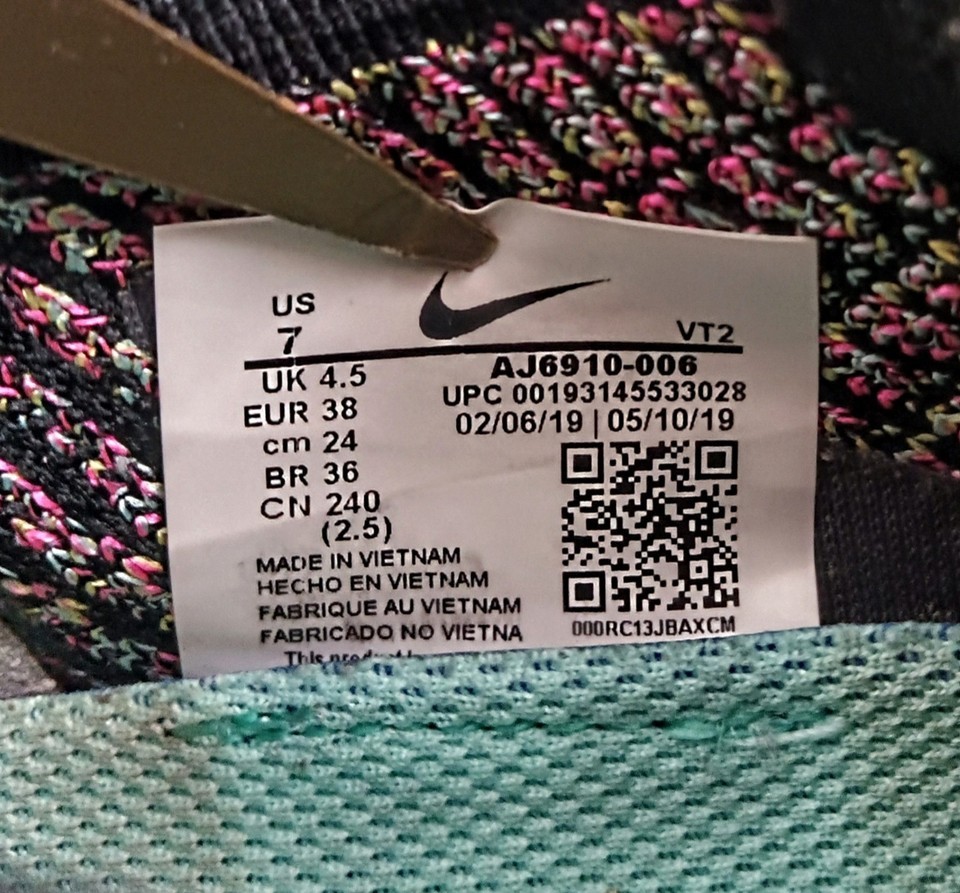 US
7
VT2
UK 4.5
EUR 38
cm 24
BR 36
CN 240
(2.5)
AJ6910-006
UPC 00193145533028
02/06/19 | 05/10/19
MADE IN VIETNAM
HECHO EN VIETNAM
FABRIQUE AU VIETNAM
FABRICADO NO VIETNA
000RC13JBAXCM
This